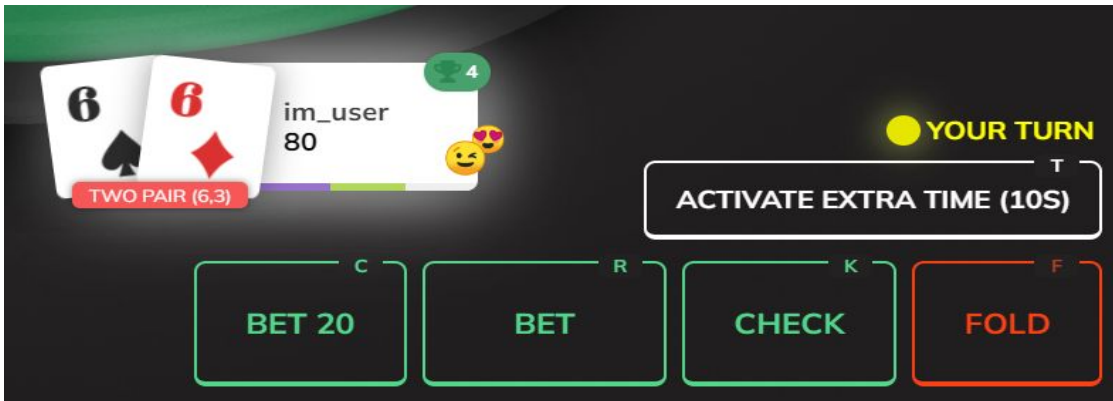 6 6
4
im_user
80
TWO PAIR (6,3)
YOUR TURN
T
ACTIVATE EXTRA TIME (10S)
C
R
K
F
BET 20
BET
CHECK
FOLD